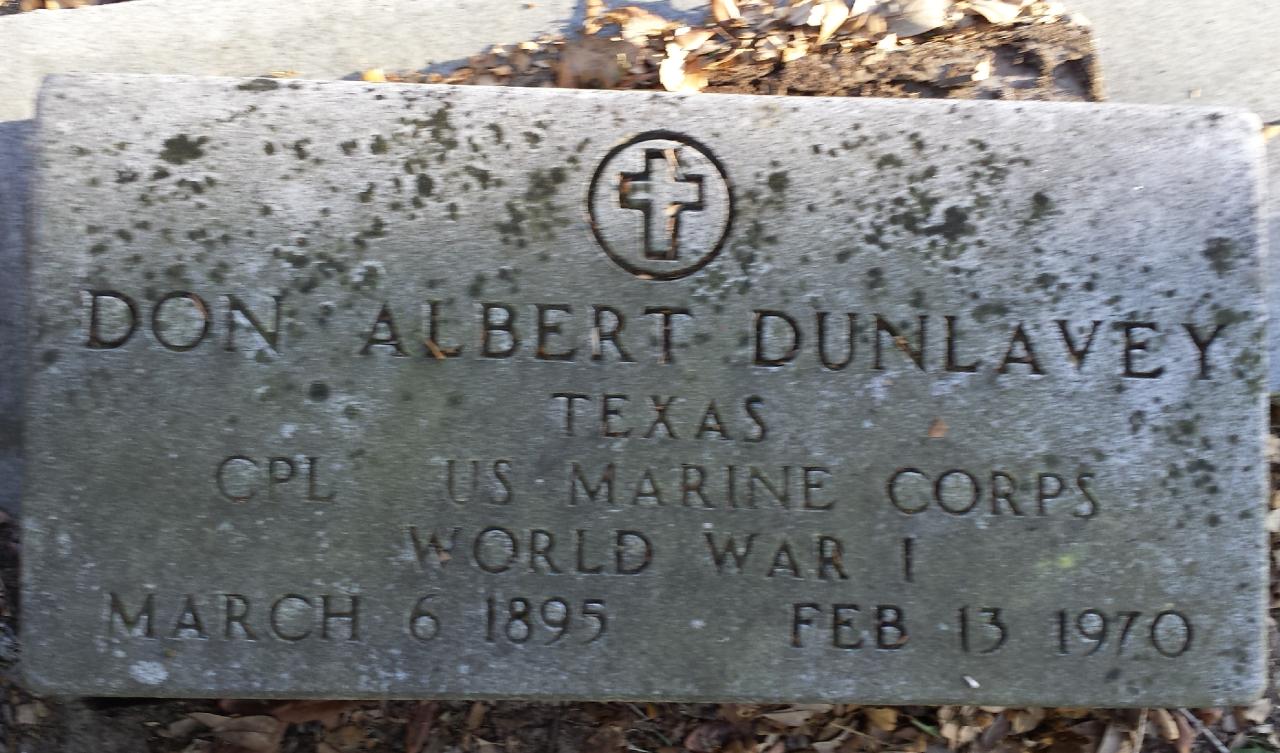 DON ALBERT DUNLAVEY
TEXAS
CPL US MARINE CORPS
WORLD WAR I
MARCH 6 1895 FEB 13 1970